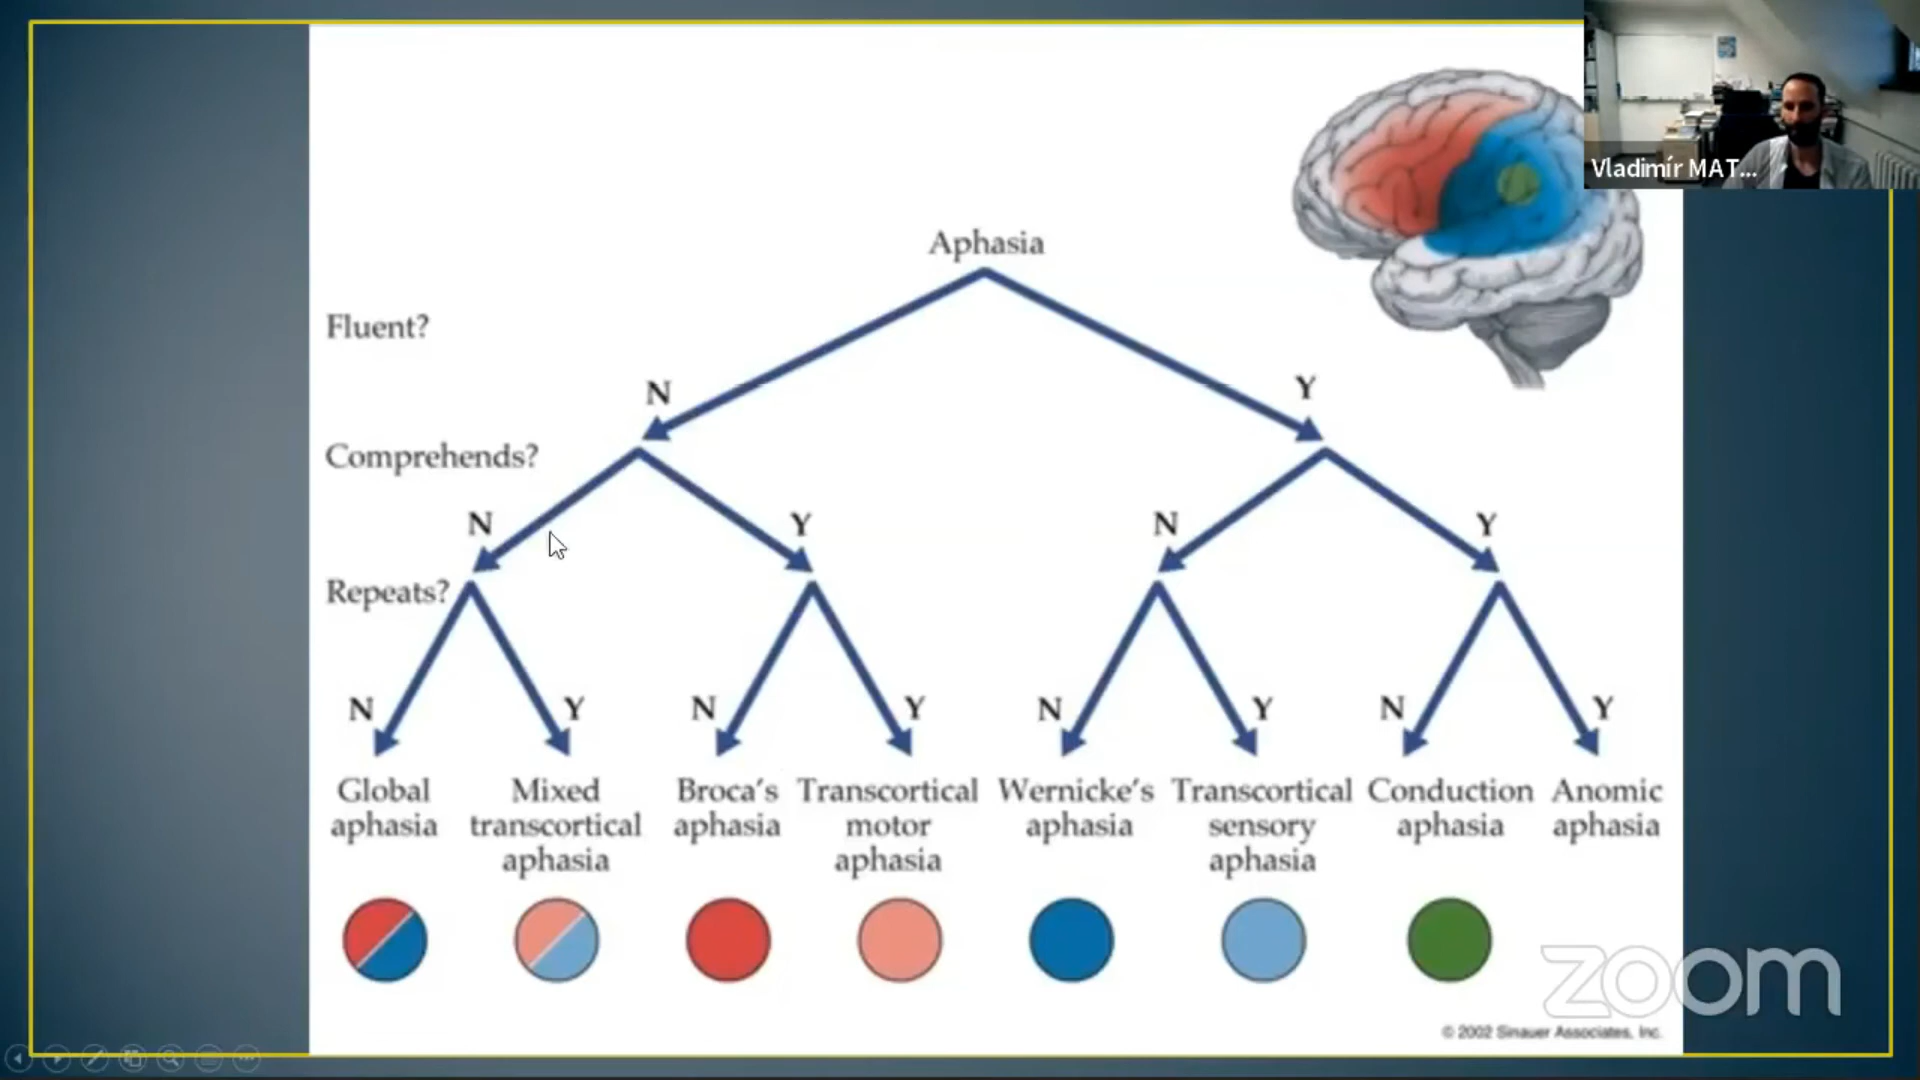 Vladimír MAT...
Aphasia
Fluent?
N
Y
Comprehends?
N
Y
N
Y
Repeats?
N
Y
N
Y
N
Y
N
Y
Global
aphasia
Mixed
transcortical
aphasia
Broca's
aphasia
Transcortical
motor
aphasia
Wernicke's
aphasia
Transcortical
sensory
aphasia
Conduction
aphasia
Anomic
aphasia
zoom
© 2002 Sinauer Associates, Inc.